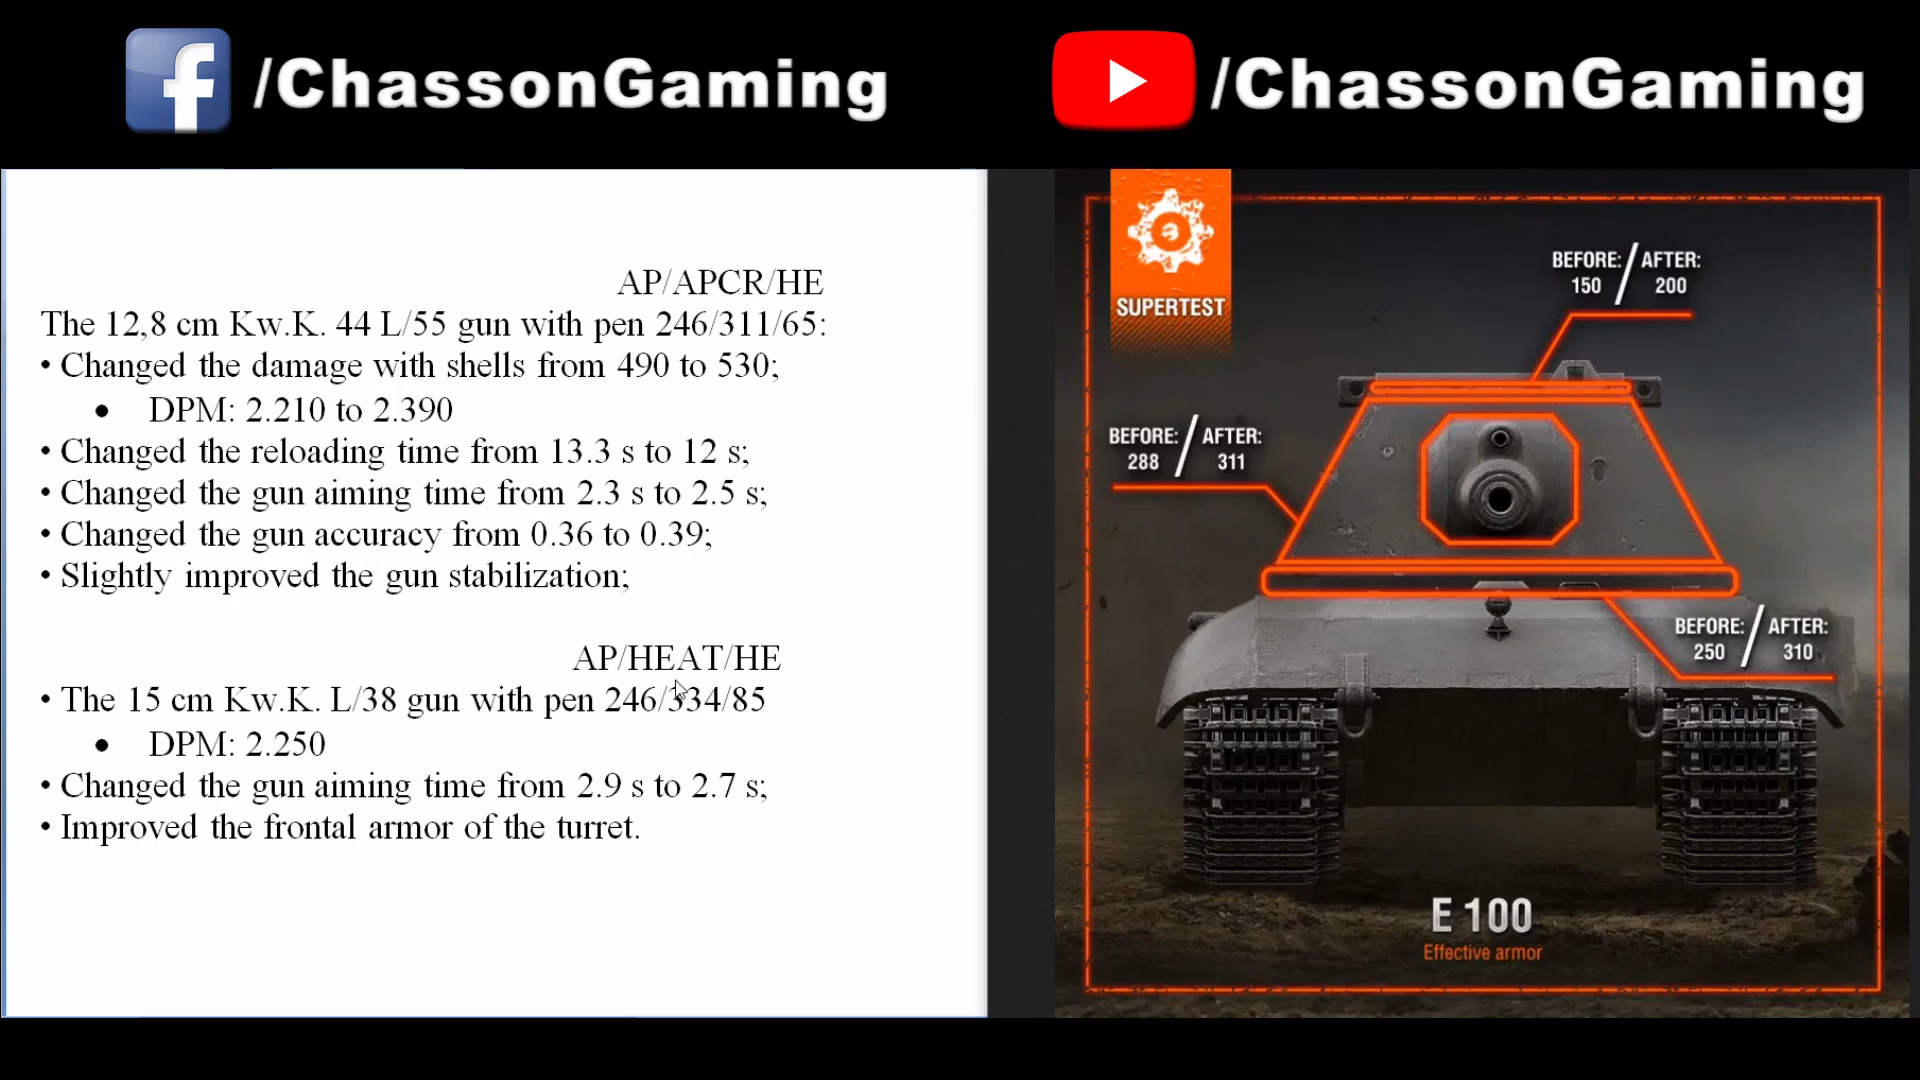 /ChassonGaming
/ChassonGaming
AP/APCR/HE
The 12,8 cm Kw.K. 44 L/55 gun with pen 246/311/65:
• Changed the damage with shells from 490 to 530;
• DPM: 2.210 to 2.390
• Changed the reloading time from 13.3 s to 12 s;
• Changed the gun aiming time from 2.3 s to 2.5 s;
• Changed the gun accuracy from 0.36 to 0.39;
• Slightly improved the gun stabilization;
AP/HEAT/HE
• The 15 cm Kw.K. L/38 gun with pen 246/334/85
• DPM: 2.250
• Changed the gun aiming time from 2.9 s to 2.7 s;
• Improved the frontal armor of the turret.
SUPERTEST
BEFORE: / AFTER:
150 200
BEFORE: / AFTER:
288 311
BEFORE: / AFTER:
250 310
E 100
Effective armor